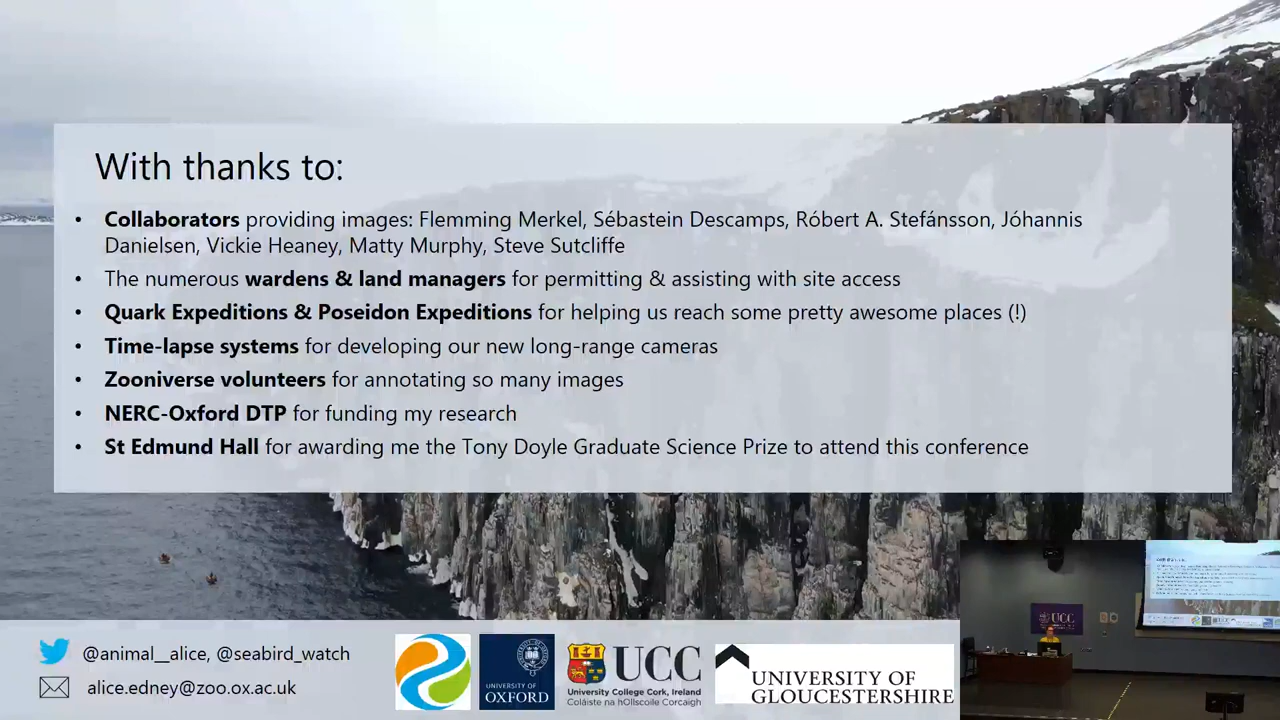 With thanks to:
• Collaborators providing images: Flemming Merkel, Sébastein Descamps, Róbert A. Stefánsson, Jóhannis
Danielsen, Vickie Heaney, Matty Murphy, Steve Sutcliffe
• The numerous wardens & land managers for permitting & assisting with site access
• Quark Expeditions & Poseidon Expeditions for helping us reach some pretty awesome places (!)
• Time-lapse systems for developing our new long-range cameras
• Zooniverse volunteers for annotating so many images
• NERC-Oxford DTP for funding my research
• St Edmund Hall for awarding me the Tony Doyle Graduate Science Prize to attend this conference
@animal__alice, @seabird_watch
alice.edney@zoo.ox.ac.uk
UNIVERSITY OF
OXFORD
UCC
University College Cork, Ireland
Coláiste na hOllscoile Corcaigh
UNIVERSITY OF
GLOUCESTERSHIRE
UCC